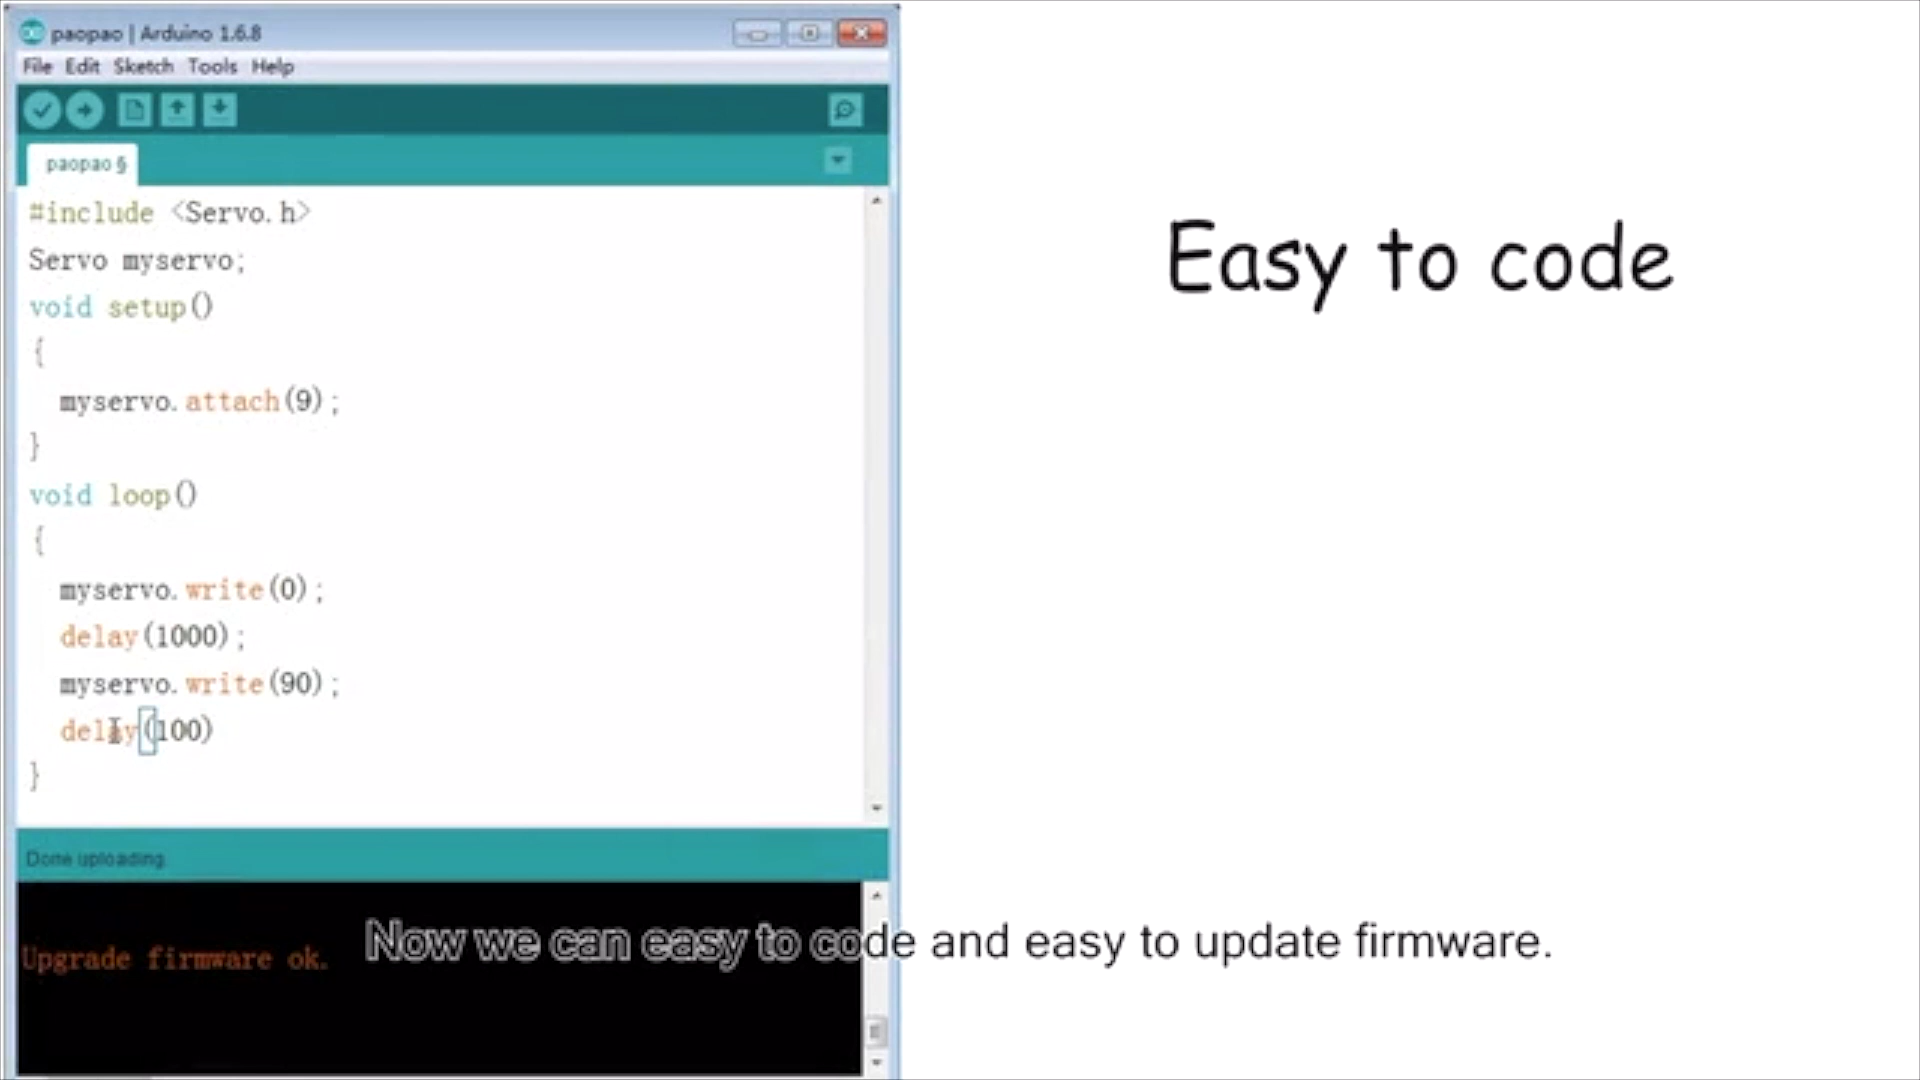 paopao | Arduino 1.6.8
File Edit Sketch Tools Help
paopao §
#include <Servo.h>
Servo myservo;
void setup()
{
myservo.attach(9);
}
void loop()
{
myservo.write(0);
delay(1000);
myservo.write(90);
delay(100)
}
Done uploading.
Upgrade firmware ok.
Easy to code
Now we can easy to code and easy to update firmware.